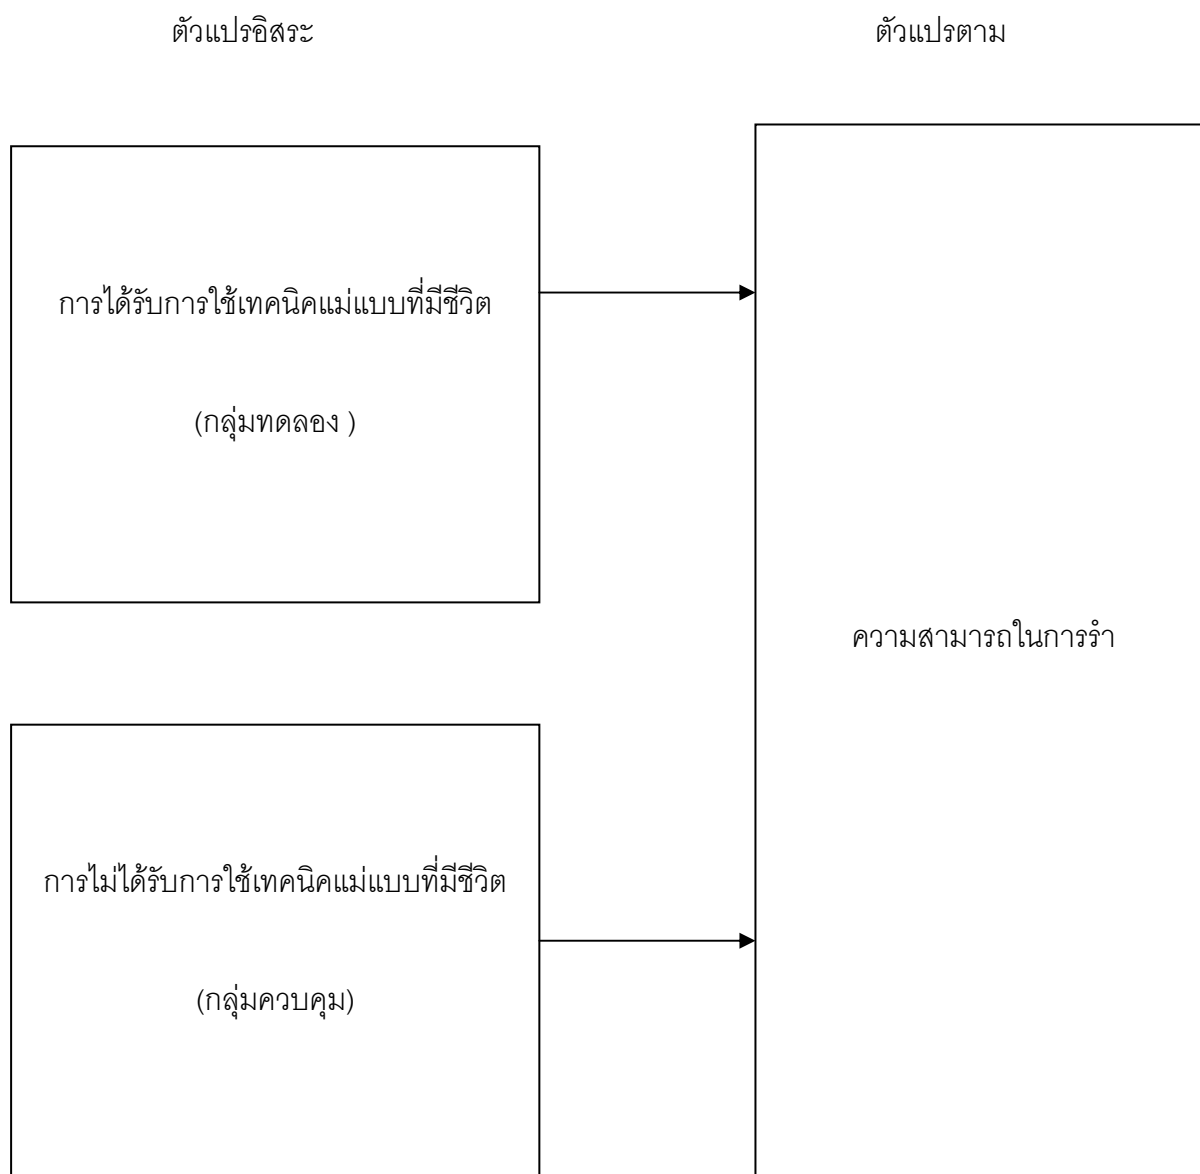 ตัวแปรอิสระ
ตัวแปรตาม
การได้รับการใช้เทคนิคแม่แบบที่มีชีวิต
(กลุ่มทดลอง )
ความสามารถในการรำ
การไม่ได้รับการใช้เทคนิคแม่แบบที่มีชีวิต
(กลุ่มควบคุม)